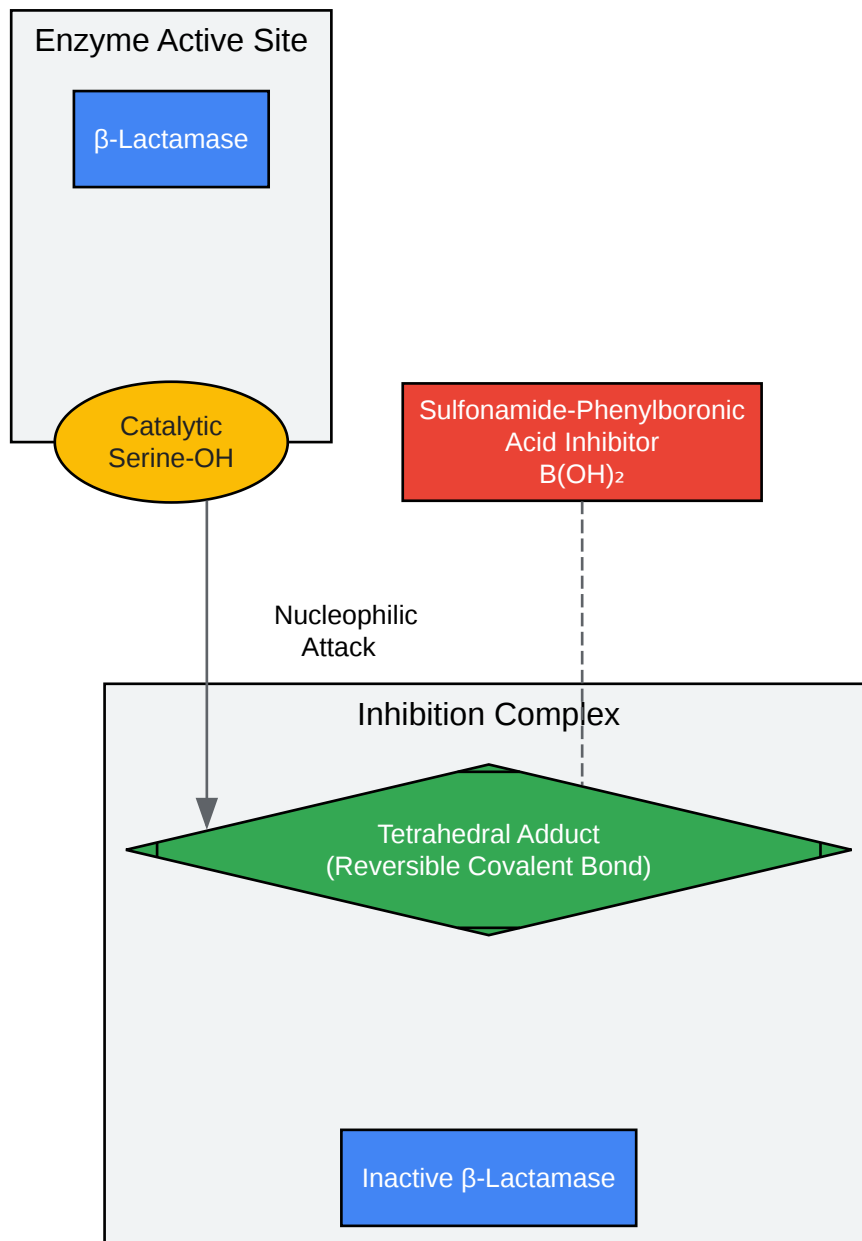 Enzyme Active Site
β-Lactamase
Catalytic
Serine-OH
Sulfonamide-Phenylboronic
Acid Inhibitor
B(OH)₂
Nucleophilic
Attack
Inhibition Complex
Tetrahedral Adduct
(Reversible Covalent Bond)
Inactive β-Lactamase